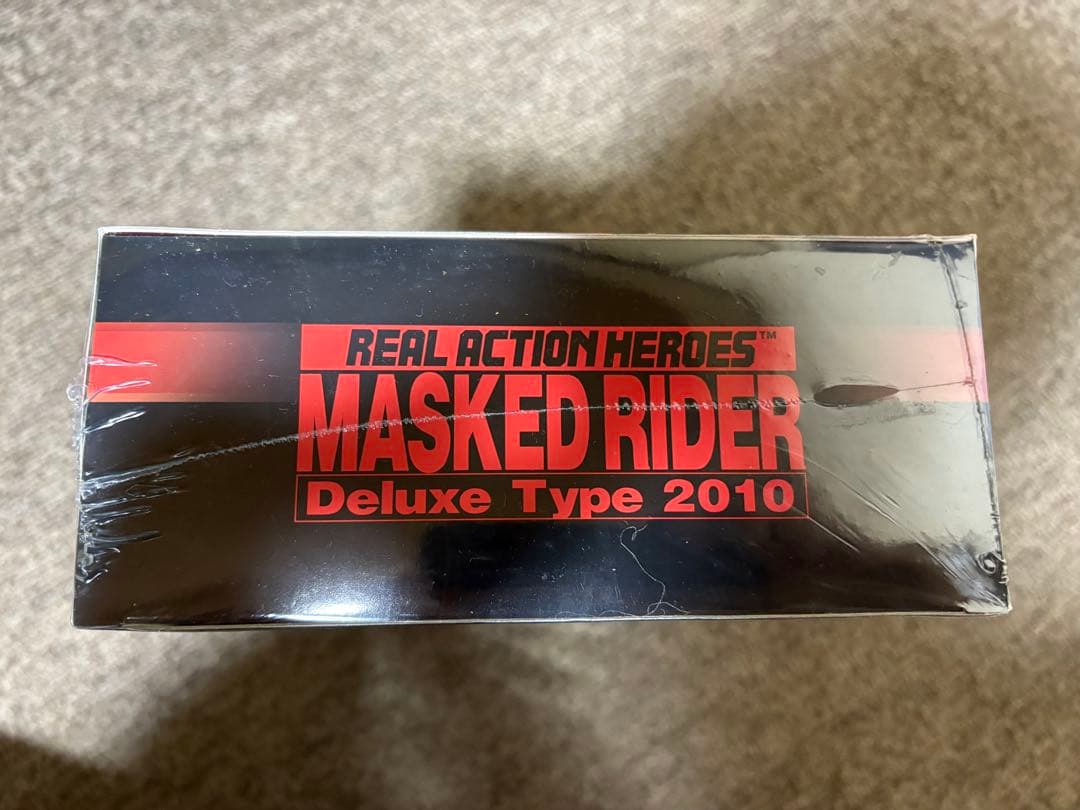 REAL ACTION HEROES™
MASKED RIDER
Deluxe Type 2010